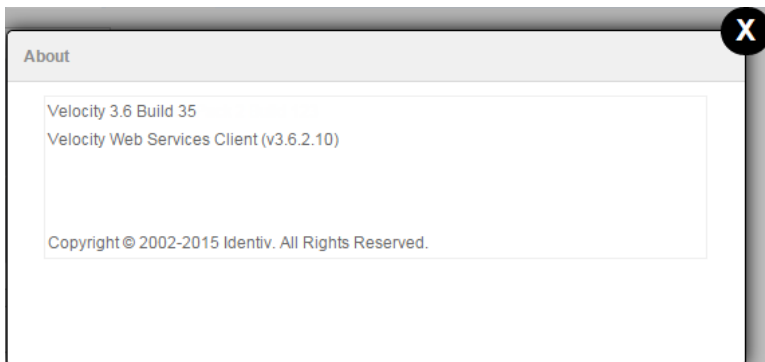 X
About
Velocity 3.6 Build 35
Velocity Web Services Client (v3.6.2.10)
Copyright © 2002-2015 Identiv. All Rights Reserved.